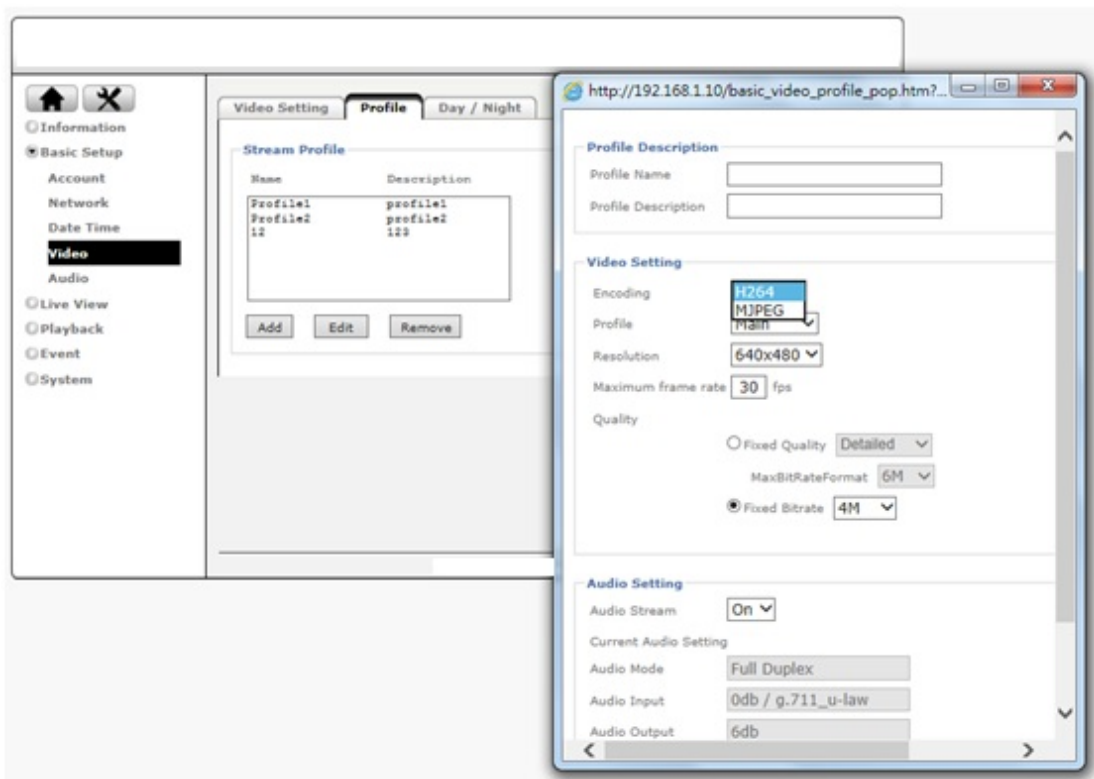 Information
Basic Setup
Account
Network
Date Time
Video
Audio
Live View
Playback
Event
System
Video Setting Profile Day / Night
Stream Profile
Name Description
Profile1 profile1
Profile2 profile2
12 123
Add Edit Remove
http://192.168.1.10/basic_video_profile_pop.htm?...
Profile Description
Profile Name
Profile Description
Video Setting
Encoding H264
MJPEG
Profile Main
Resolution 640x480
Maximum frame rate 30 fps
Quality
Fixed Quality Detailed
MaxBitRateFormat 6M
Fixed Bitrate 4M
Audio Setting
Audio Stream On
Current Audio Setting
Audio Mode Full Duplex
Audio Input 0db / g.711_u-law
Audio Output 6db